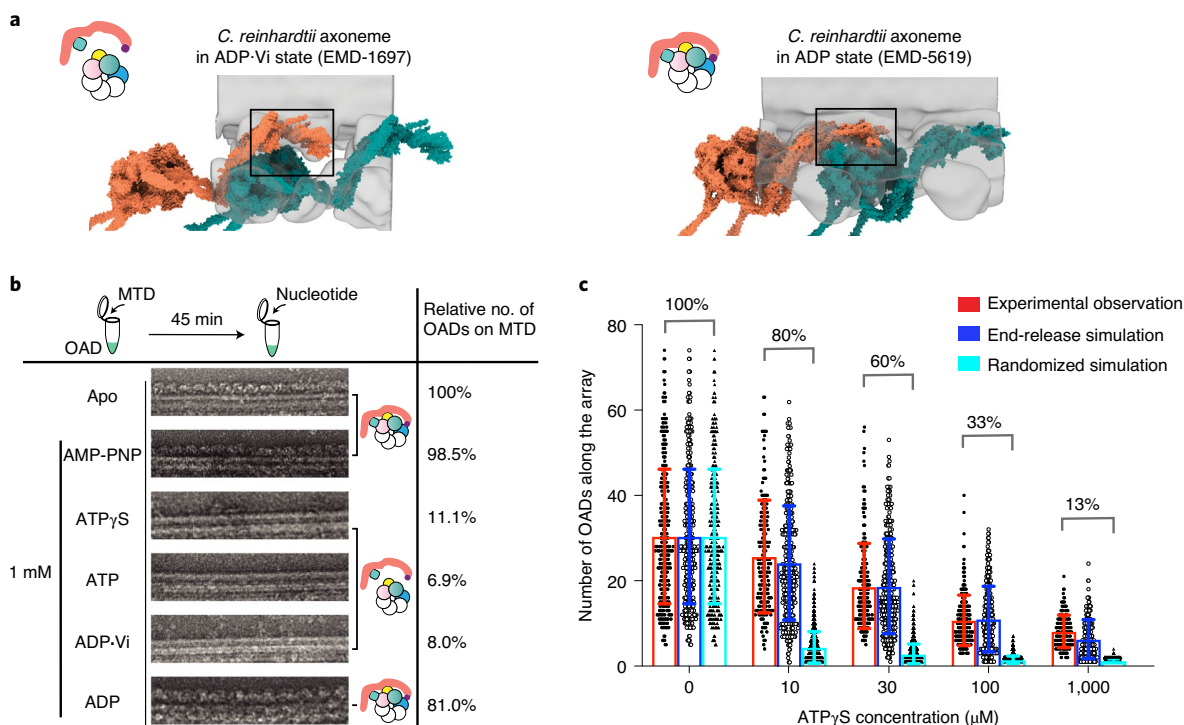 a
C. reinhardtii axoneme
in ADP·Vi state (EMD-1697)
C. reinhardtii axoneme
in ADP state (EMD-5619)
b
MTD
Nucleotide
45 min
OAD
Relative no. of
OADs on MTD
Apo
100%
AMP-PNP
98.5%
ATPγS
11.1%
1 mM
ATP
6.9%
ADP-Vi
8.0%
ADP
81.0%
c
Experimental observation
End-release simulation
Randomized simulation
100%
80%
60%
33%
13%
Number of OADs along the array
80
60
40
20
0
0
10
30
100
1,000
ATPγS concentration (μM)